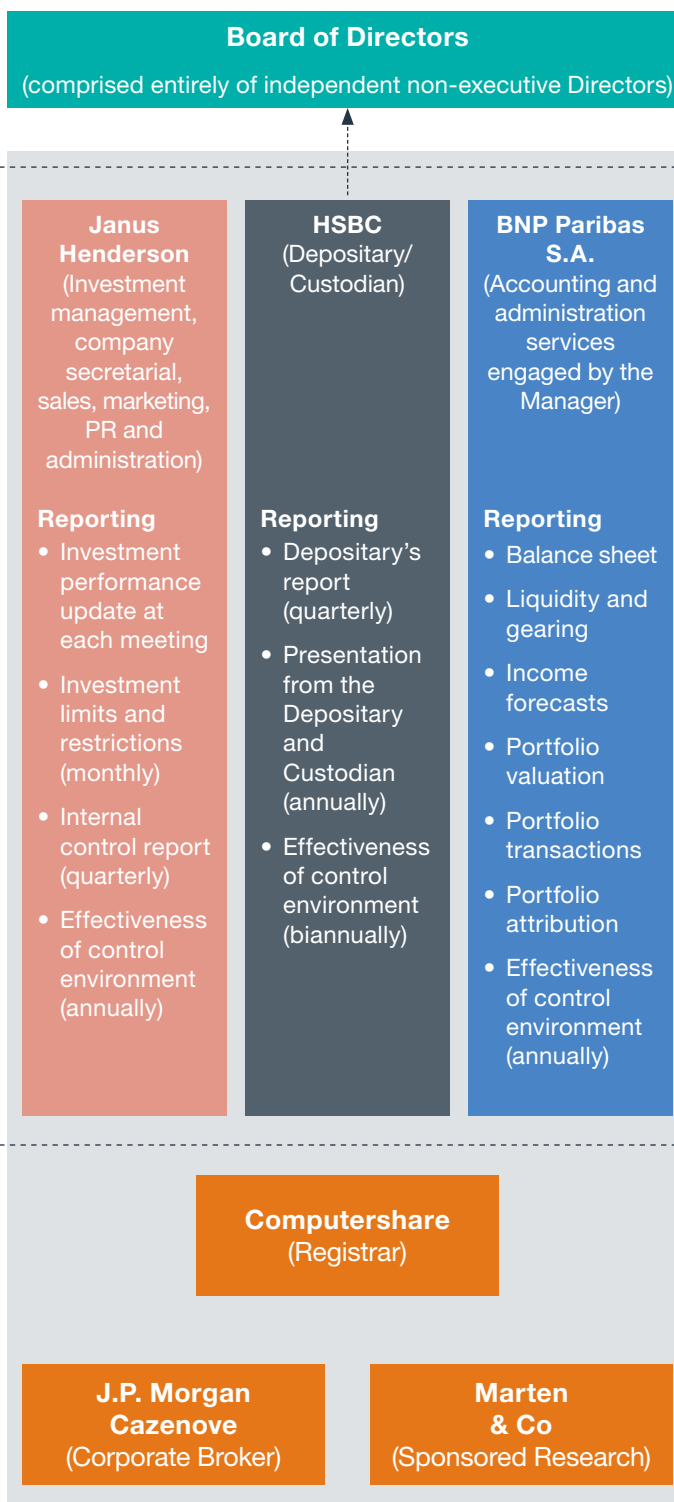 Board of Directors
(comprised entirely of independent non-executive Directors)
Janus
Henderson
(Investment
management,
company
secretarial,
sales, marketing,
PR and
administration)
Reporting
• Investment
performance
update at
each meeting
• Investment
limits and
restrictions
(monthly)
• Internal
control report
(quarterly)
• Effectiveness
of control
environment
(annually)
HSBC
(Depositary/
Custodian)
Reporting
• Depositary’s
report
(quarterly)
• Presentation
from the
Depositary
and
Custodian
(annually)
• Effectiveness
of control
environment
(biannually)
BNP Paribas
S.A.
(Accounting and
administration
services
engaged by the
Manager)
Reporting
• Balance sheet
• Liquidity and
gearing
• Income
forecasts
• Portfolio
valuation
• Portfolio
transactions
• Portfolio
attribution
• Effectiveness
of control
environment
(annually)
Computershare
(Registrar)
J.P. Morgan
Cazenove
(Corporate Broker)
Marten
& Co
(Sponsored Research)